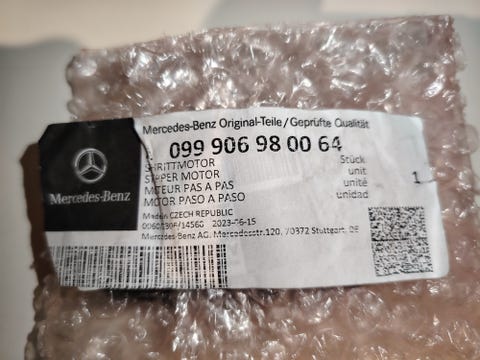 Mercedes-Benz Original-Teile/Geprüfte Qualität
099 906 98 00 64
SCHRITTMOTOR Stück
STEPPER MOTOR unit
MOTEUR PAS A PAS unité 1
MOTOR PASO A PASO unidad
Mercedes-Benz
Made in CZECH REPUBLIC
/14560 2023-06-15
Mercedes-Benz AG, Mercedesstr.120, 70372 Stuttgart, DE